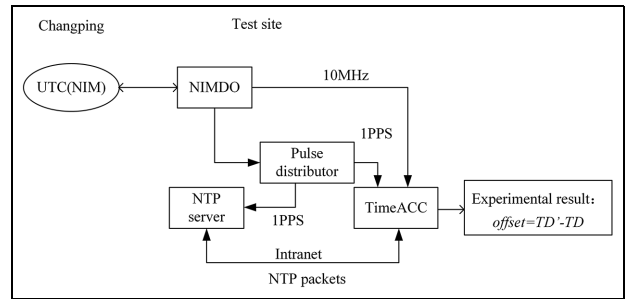 Changping
Test site
UTC(NIM)
NIMDO
10MHz
1PPS
Pulse
distributor
NTP
server
1PPS
TimeACC
Experimental result：
offset=TD’-TD
Intranet
NTP packets